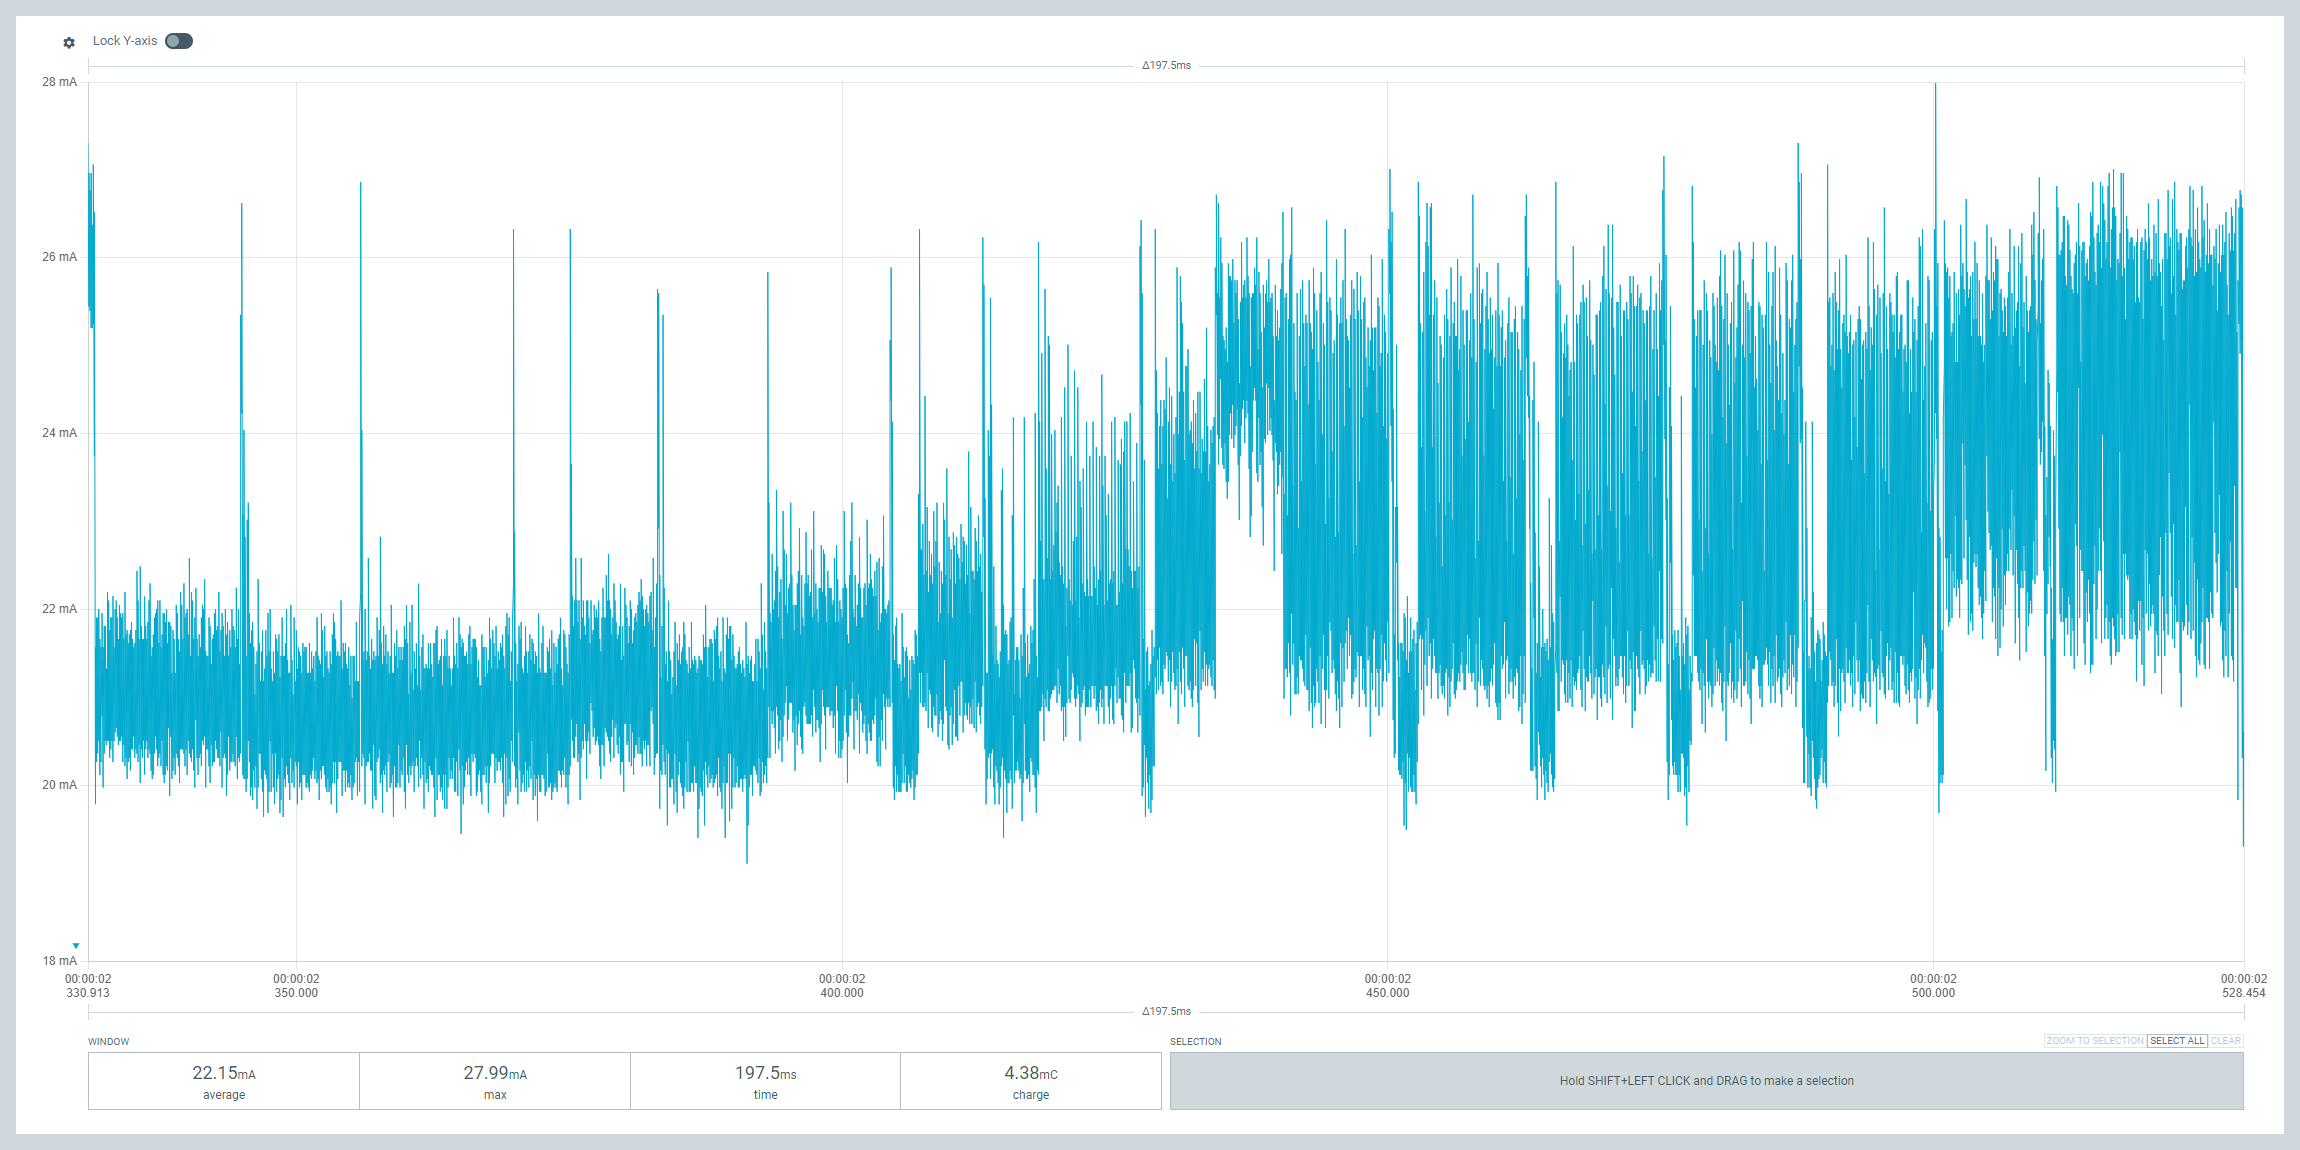 Lock Y-axis
Δ197.5ms
28 mA
26 mA
24 mA
22 mA
20 mA
18 mA
00:00:02 00:00:02 00:00:02 00:00:02 00:00:02 00:00:02
330.913 350.000 400.000 450.000 500.000 528.454
Δ197.5ms
WINDOW SELECTION ZOOM TO SELECTION SELECT ALL CLEAR
22.15mA 27.99mA 197.5ms 4.38mC
average max time charge
Hold SHIFT+LEFT CLICK and DRAG to make a selection